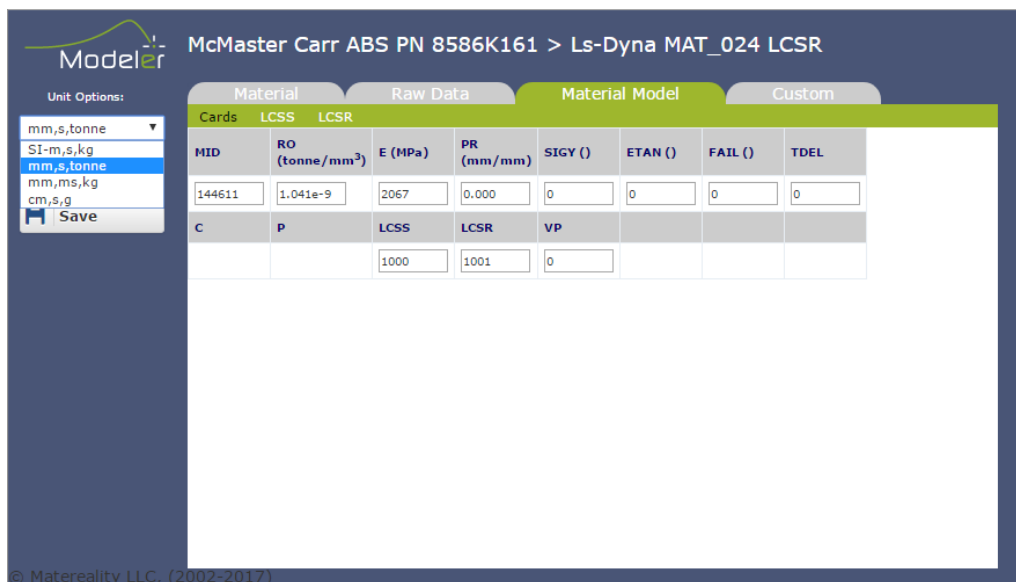 Modeler
McMaster Carr ABS PN 8586K161 > Ls-Dyna MAT_024 LCSR
Unit Options:
mm,s,tonne
SI-m,s,kg
mm,s,tonne
mm,ms,kg
cm,s,g
Save
Material Raw Data Material Model Custom
Cards LCSS LCSR
MID RO (tonne/mm³) E (MPa) PR (mm/mm) SIGY () ETAN () FAIL () TDEL
144611 1.041e-9 2067 0.000 0 0 0 0
C P LCSS LCSR VP
1000 1001 0
© Matereality LLC. (2002-2017)